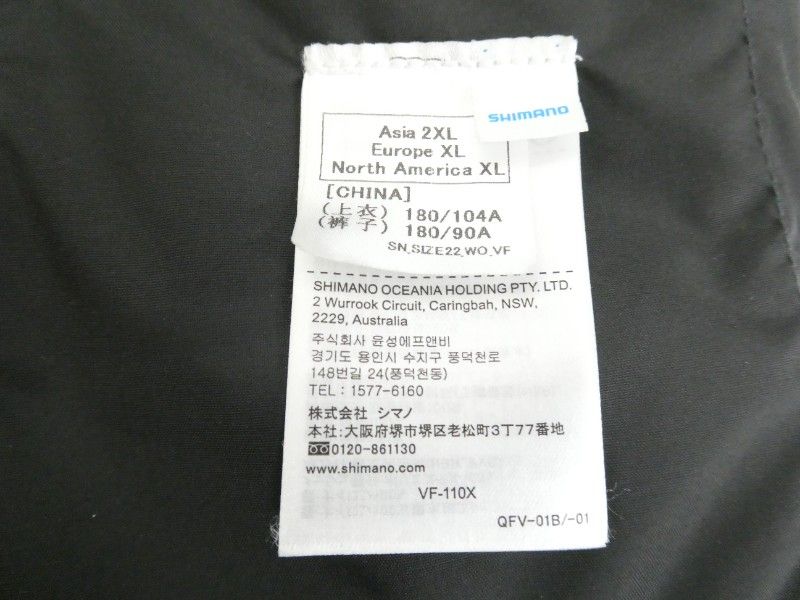 SHIMANO
Asia 2XL
Europe XL
North America XL
[CHINA]
(上衣) 180/104A
(裤子) 180/90A
SN_SIZE22_WO_VF
SHIMANO OCEANIA HOLDING PTY. LTD.
2 Wurrook Circuit, Caringbah, NSW,
2229, Australia
주식회사 윤성에프앤비
경기도 용인시 수지구 풍덕천로
148번길 24(풍덕천동)
TEL : 1577-6160
株式会社 シマノ
本社:大阪府堺市堺区老松町3丁77番地
0120-861130
www.shimano.com
VF-110X
QFV-01B/-01